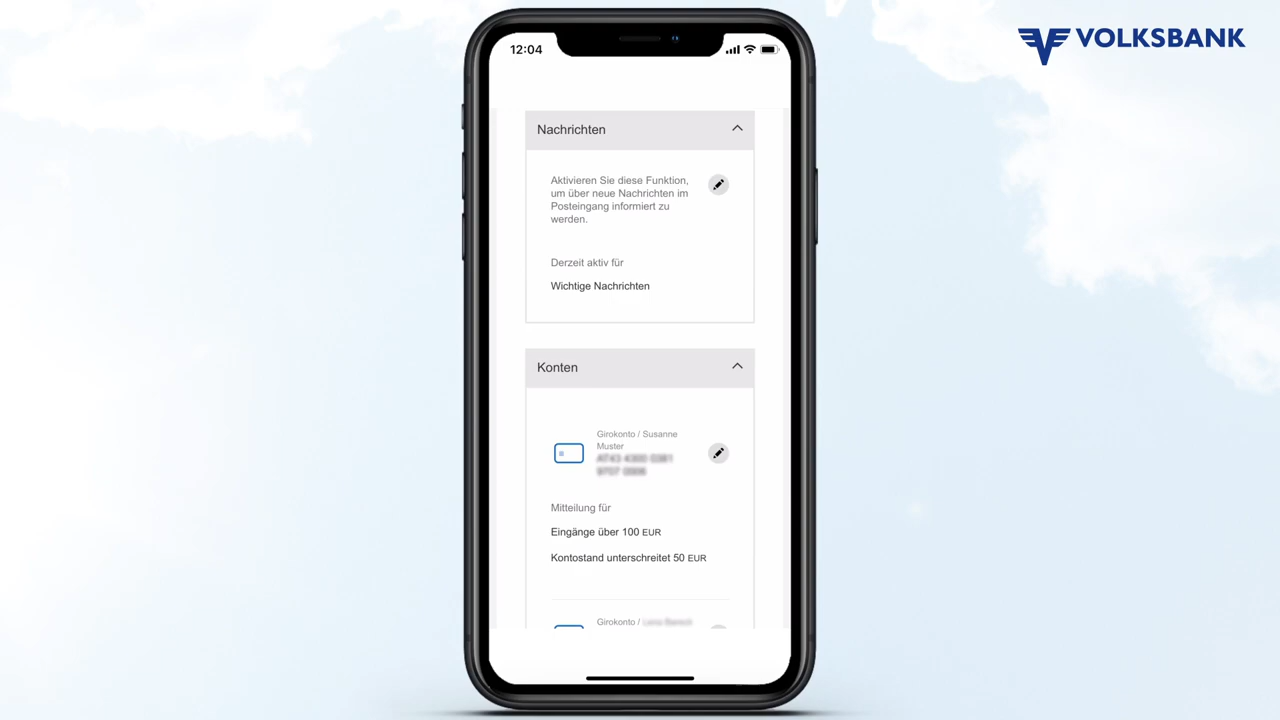 12:04
VOLKSBANK
Nachrichten
Aktivieren Sie diese Funktion,
um über neue Nachrichten im
Posteingang informiert zu
werden.
Derzeit aktiv für
Wichtige Nachrichten
Konten
Girokonto / Susanne
Muster
Mitteilung für
Eingänge über 100 EUR
Kontostand unterschreitet 50 EUR
Girokonto /